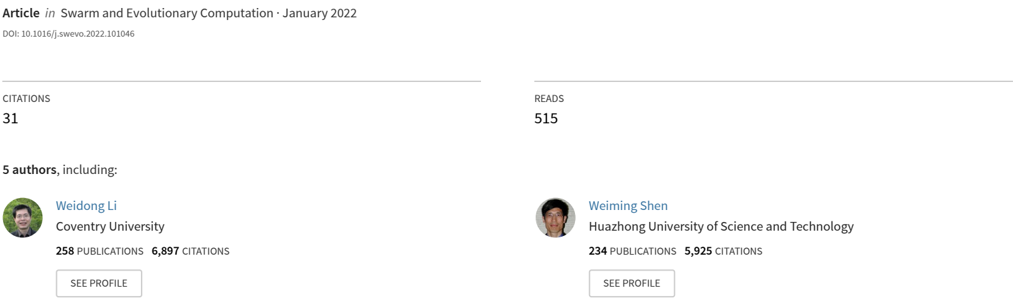 Article in Swarm and Evolutionary Computation · January 2022
DOI: 10.1016/j.swevo.2022.101046
CITATIONS
31
READS
515
5 authors, including:
Weidong Li
Coventry University
258 PUBLICATIONS 6,897 CITATIONS
SEE PROFILE
Weiming Shen
Huazhong University of Science and Technology
234 PUBLICATIONS 5,925 CITATIONS
SEE PROFILE